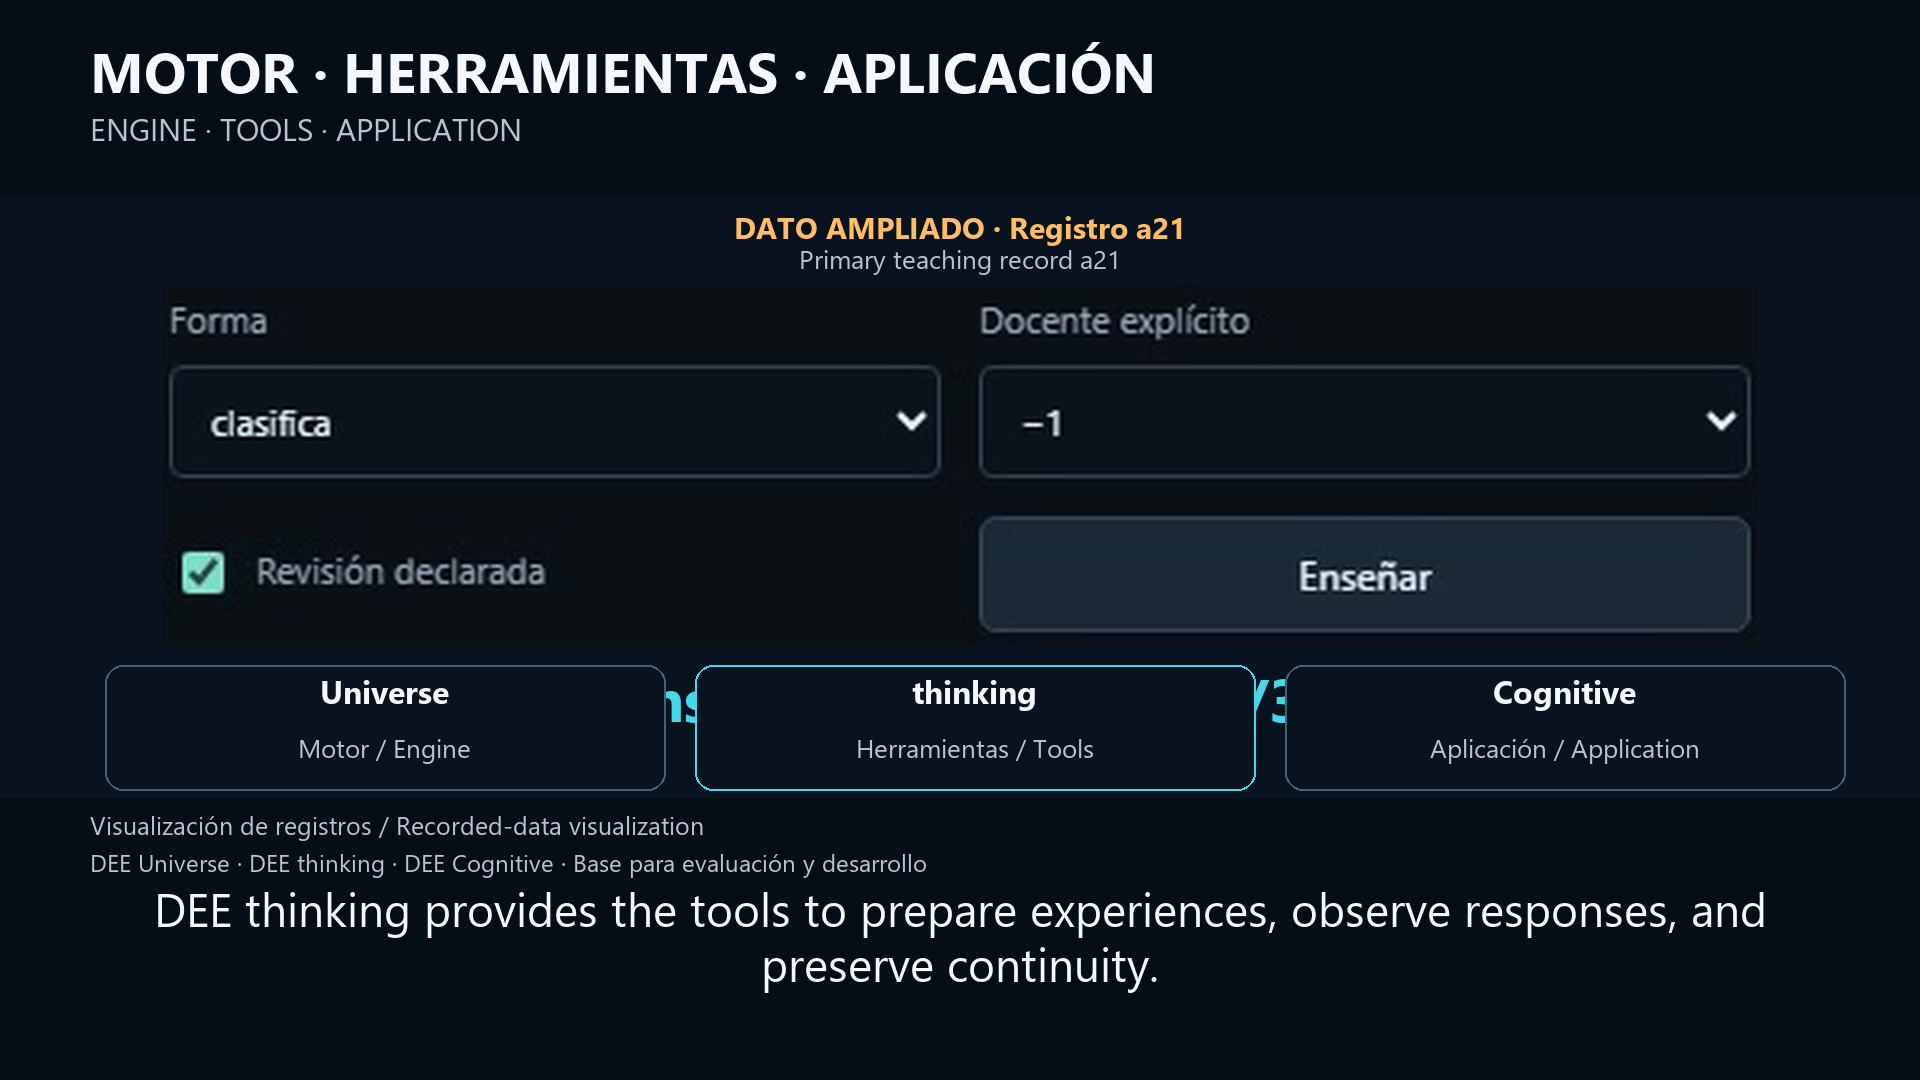 MOTOR · HERRAMIENTAS · APLICACIÓN
ENGINE · TOOLS · APPLICATION
DATO AMPLIADO · Registro a21
Primary teaching record a21
Forma
Docente explícito
clasifica
−1
Revisión declarada
Enseñar
Universe
thinking
Cognitive
Motor / Engine
Herramientas / Tools
Aplicación / Application
Visualización de registros / Recorded-data visualization
DEE Universe · DEE thinking · DEE Cognitive · Base para evaluación y desarrollo
DEE thinking provides the tools to prepare experiences, observe responses, and
preserve continuity.